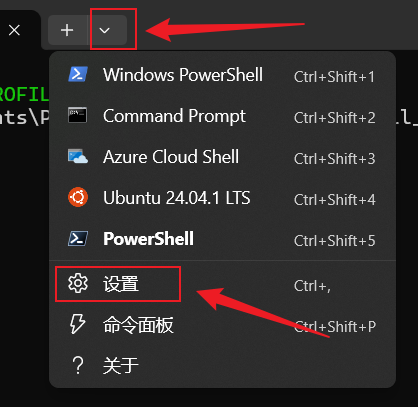 Windows PowerShell Ctrl+Shift+1
ROFIL
Command Prompt Ctrl+Shift+2
nts\P
ll_
Azure Cloud Shell Ctrl+Shift+3
Ubuntu 24.04.1 LTS Ctrl+Shift+4
PowerShell Ctrl+Shift+5
设置 Ctrl+,
命令面板 Ctrl+Shift+P
关于